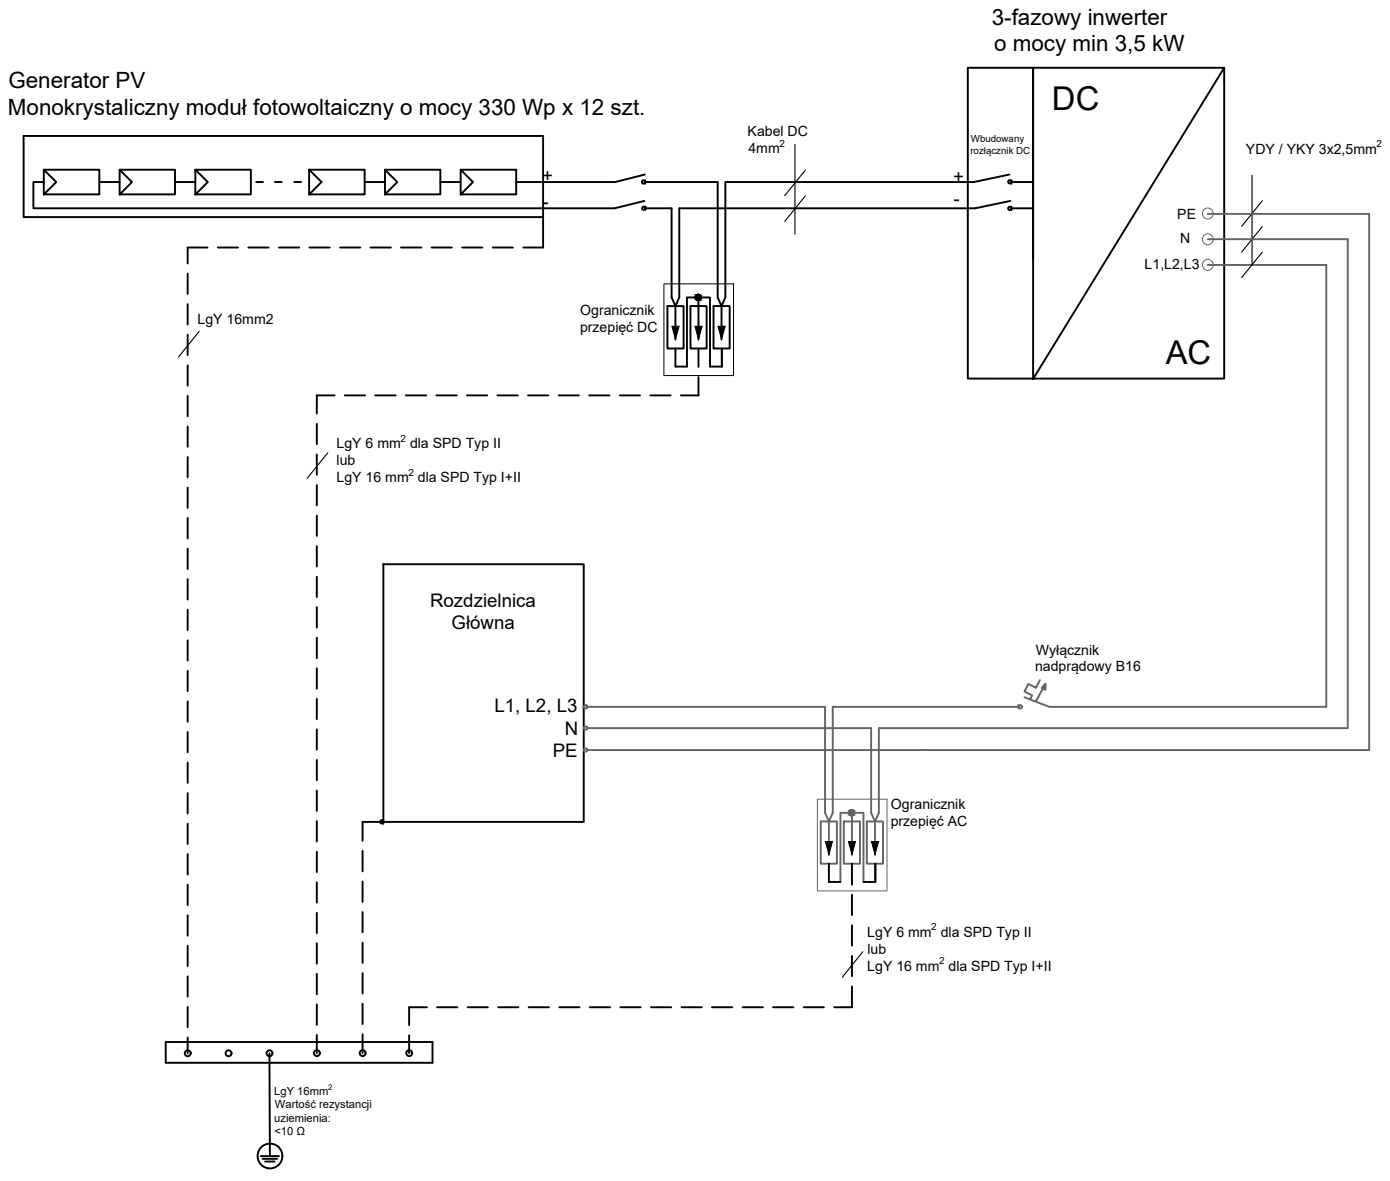 3-fazowy inwerter
o mocy min 3,5 kW
Generator PV
Monokrystaliczny moduł fotowoltaiczny o mocy 330 Wp x 12 szt.
DC
Kabel DC
4mm²
Wbudowany
rozłącznik DC
YDY / YKY 3x2,5mm²
+
+
-
-
PE
N
L1,L2,L3
Ogranicznik
przepięć DC
LgY 16mm2
AC
LgY 6 mm² dla SPD Typ II
lub
LgY 16 mm² dla SPD Typ I+II
Rozdzielnica
Główna
Wyłącznik
nadprądowy B16
L1, L2, L3
N
PE
Ogranicznik
przepięć AC
LgY 6 mm² dla SPD Typ II
lub
LgY 16 mm² dla SPD Typ I+II
LgY 16mm²
Wartość rezystancji
uziemienia:
<10 Ω